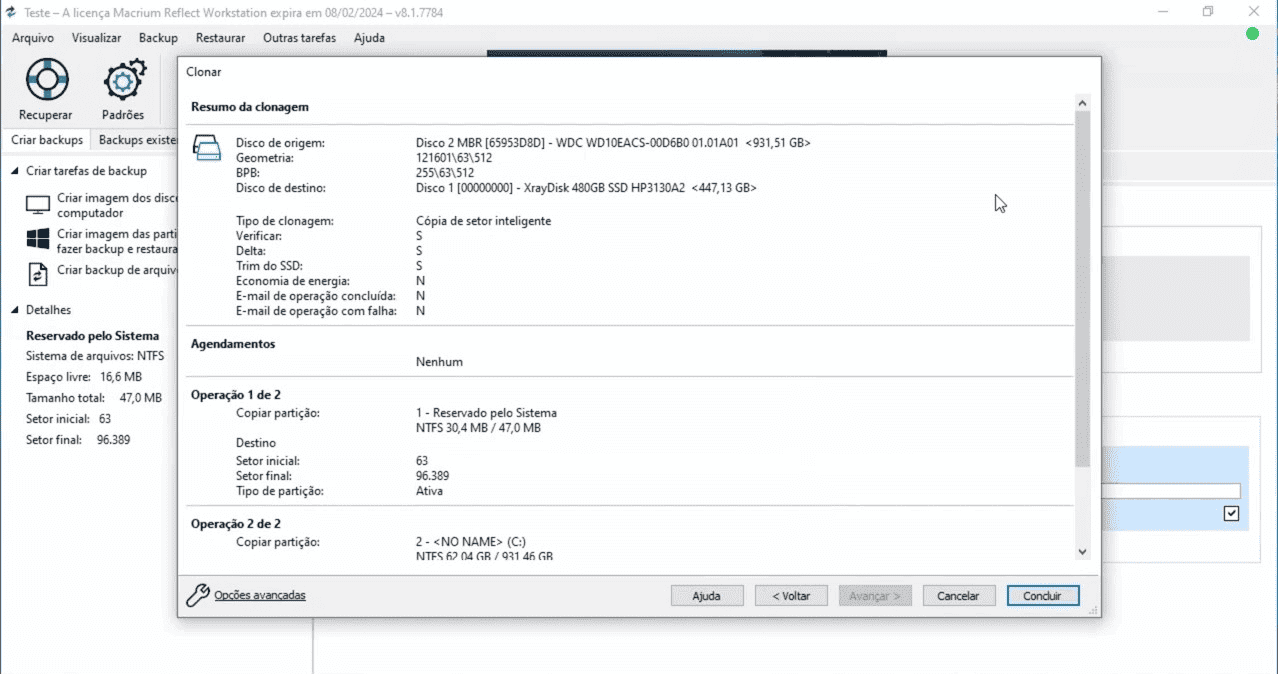 Teste – A licença Macrium Reflect Workstation expira em 08/02/2024 – v8.1.7784
Arquivo Visualizar Backup Restaurar Outras tarefas Ajuda
Recuperar Padrões
Criar backups Backups existe
Criar tarefas de backup
Criar imagem dos disc
computador
Criar imagem das parti
fazer backup e restaura
Criar backup de arquiv
Detalhes
Reservado pelo Sistema
Sistema de arquivos: NTFS
Espaço livre: 16,6 MB
Tamanho total: 47,0 MB
Setor inicial: 63
Setor final: 96.389
Clonar
Resumo da clonagem
Disco de origem: Disco 2 MBR [65953D8D] - WDC WD10EACS-00D6B0 01.01A01 <931,51 GB>
Geometria: 121601\63\512
BPB: 255\63\512
Disco de destino: Disco 1 [00000000] - XrayDisk 480GB SSD HP3130A2 <447,13 GB>
Tipo de clonagem: Cópia de setor inteligente
Verificar: S
Delta: S
Trim do SSD: S
Economia de energia: N
E-mail de operação concluída: N
E-mail de operação com falha: N
Agendamentos
Nenhum
Operação 1 de 2
Copiar partição: 1 - Reservado pelo Sistema
NTFS 30,4 MB / 47,0 MB
Destino
Setor inicial: 63
Setor final: 96.389
Tipo de partição: Ativa
Operação 2 de 2
Copiar partição: 2 - <NO NAME> (C:)
NTFS 62,04 GB / 931,46 GB
Opções avançadas Ajuda < Voltar Avançar > Cancelar Concluir